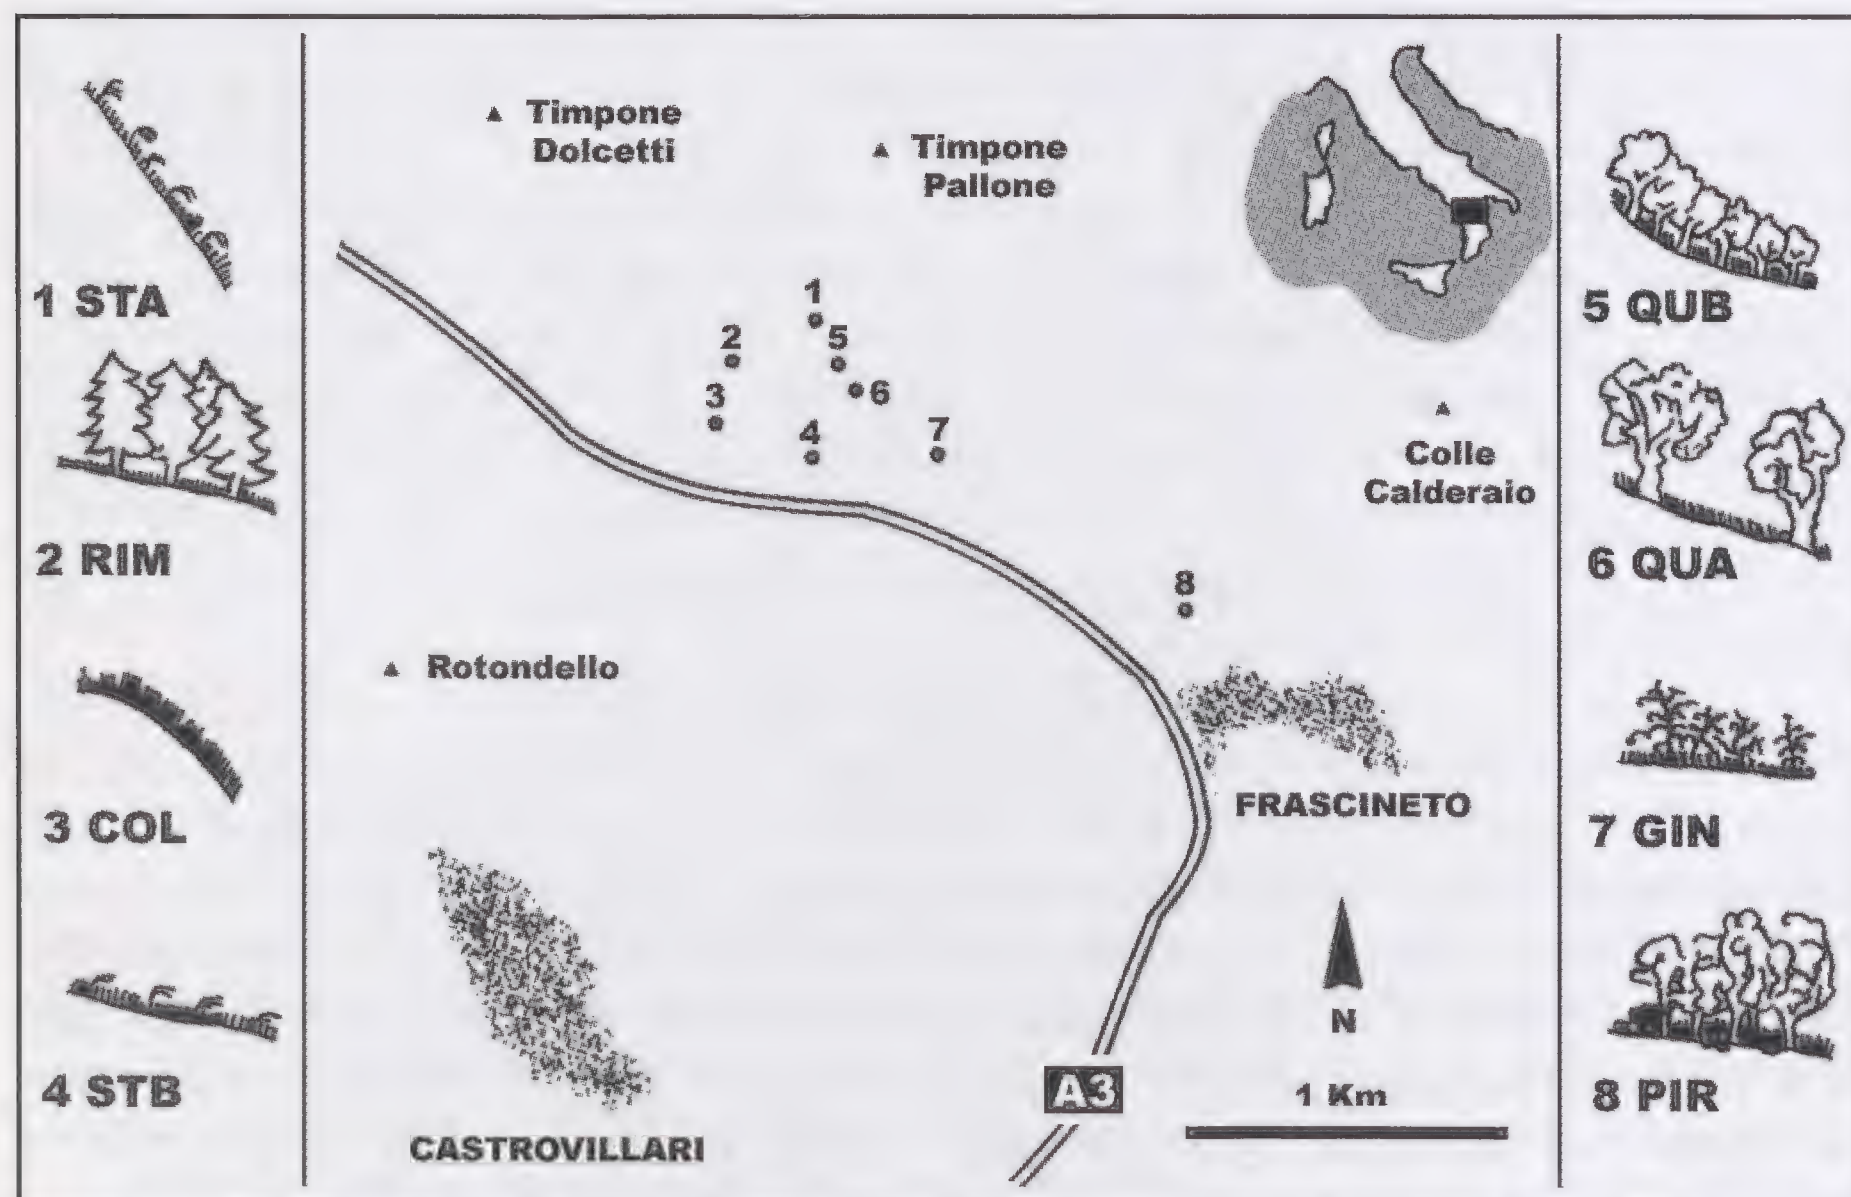 1 STA
2 RIM
3 COL
4 STB
Timpone
Dolcetti
Timpone
Pallone
1
2
5
3
6
4
7
Colle
Calderaio
8
Rotondello
FRASCINETO
CASTROVILLARI
N
A3
1 Km
5 QUB
6 QUA
7 GIN
8 PIR